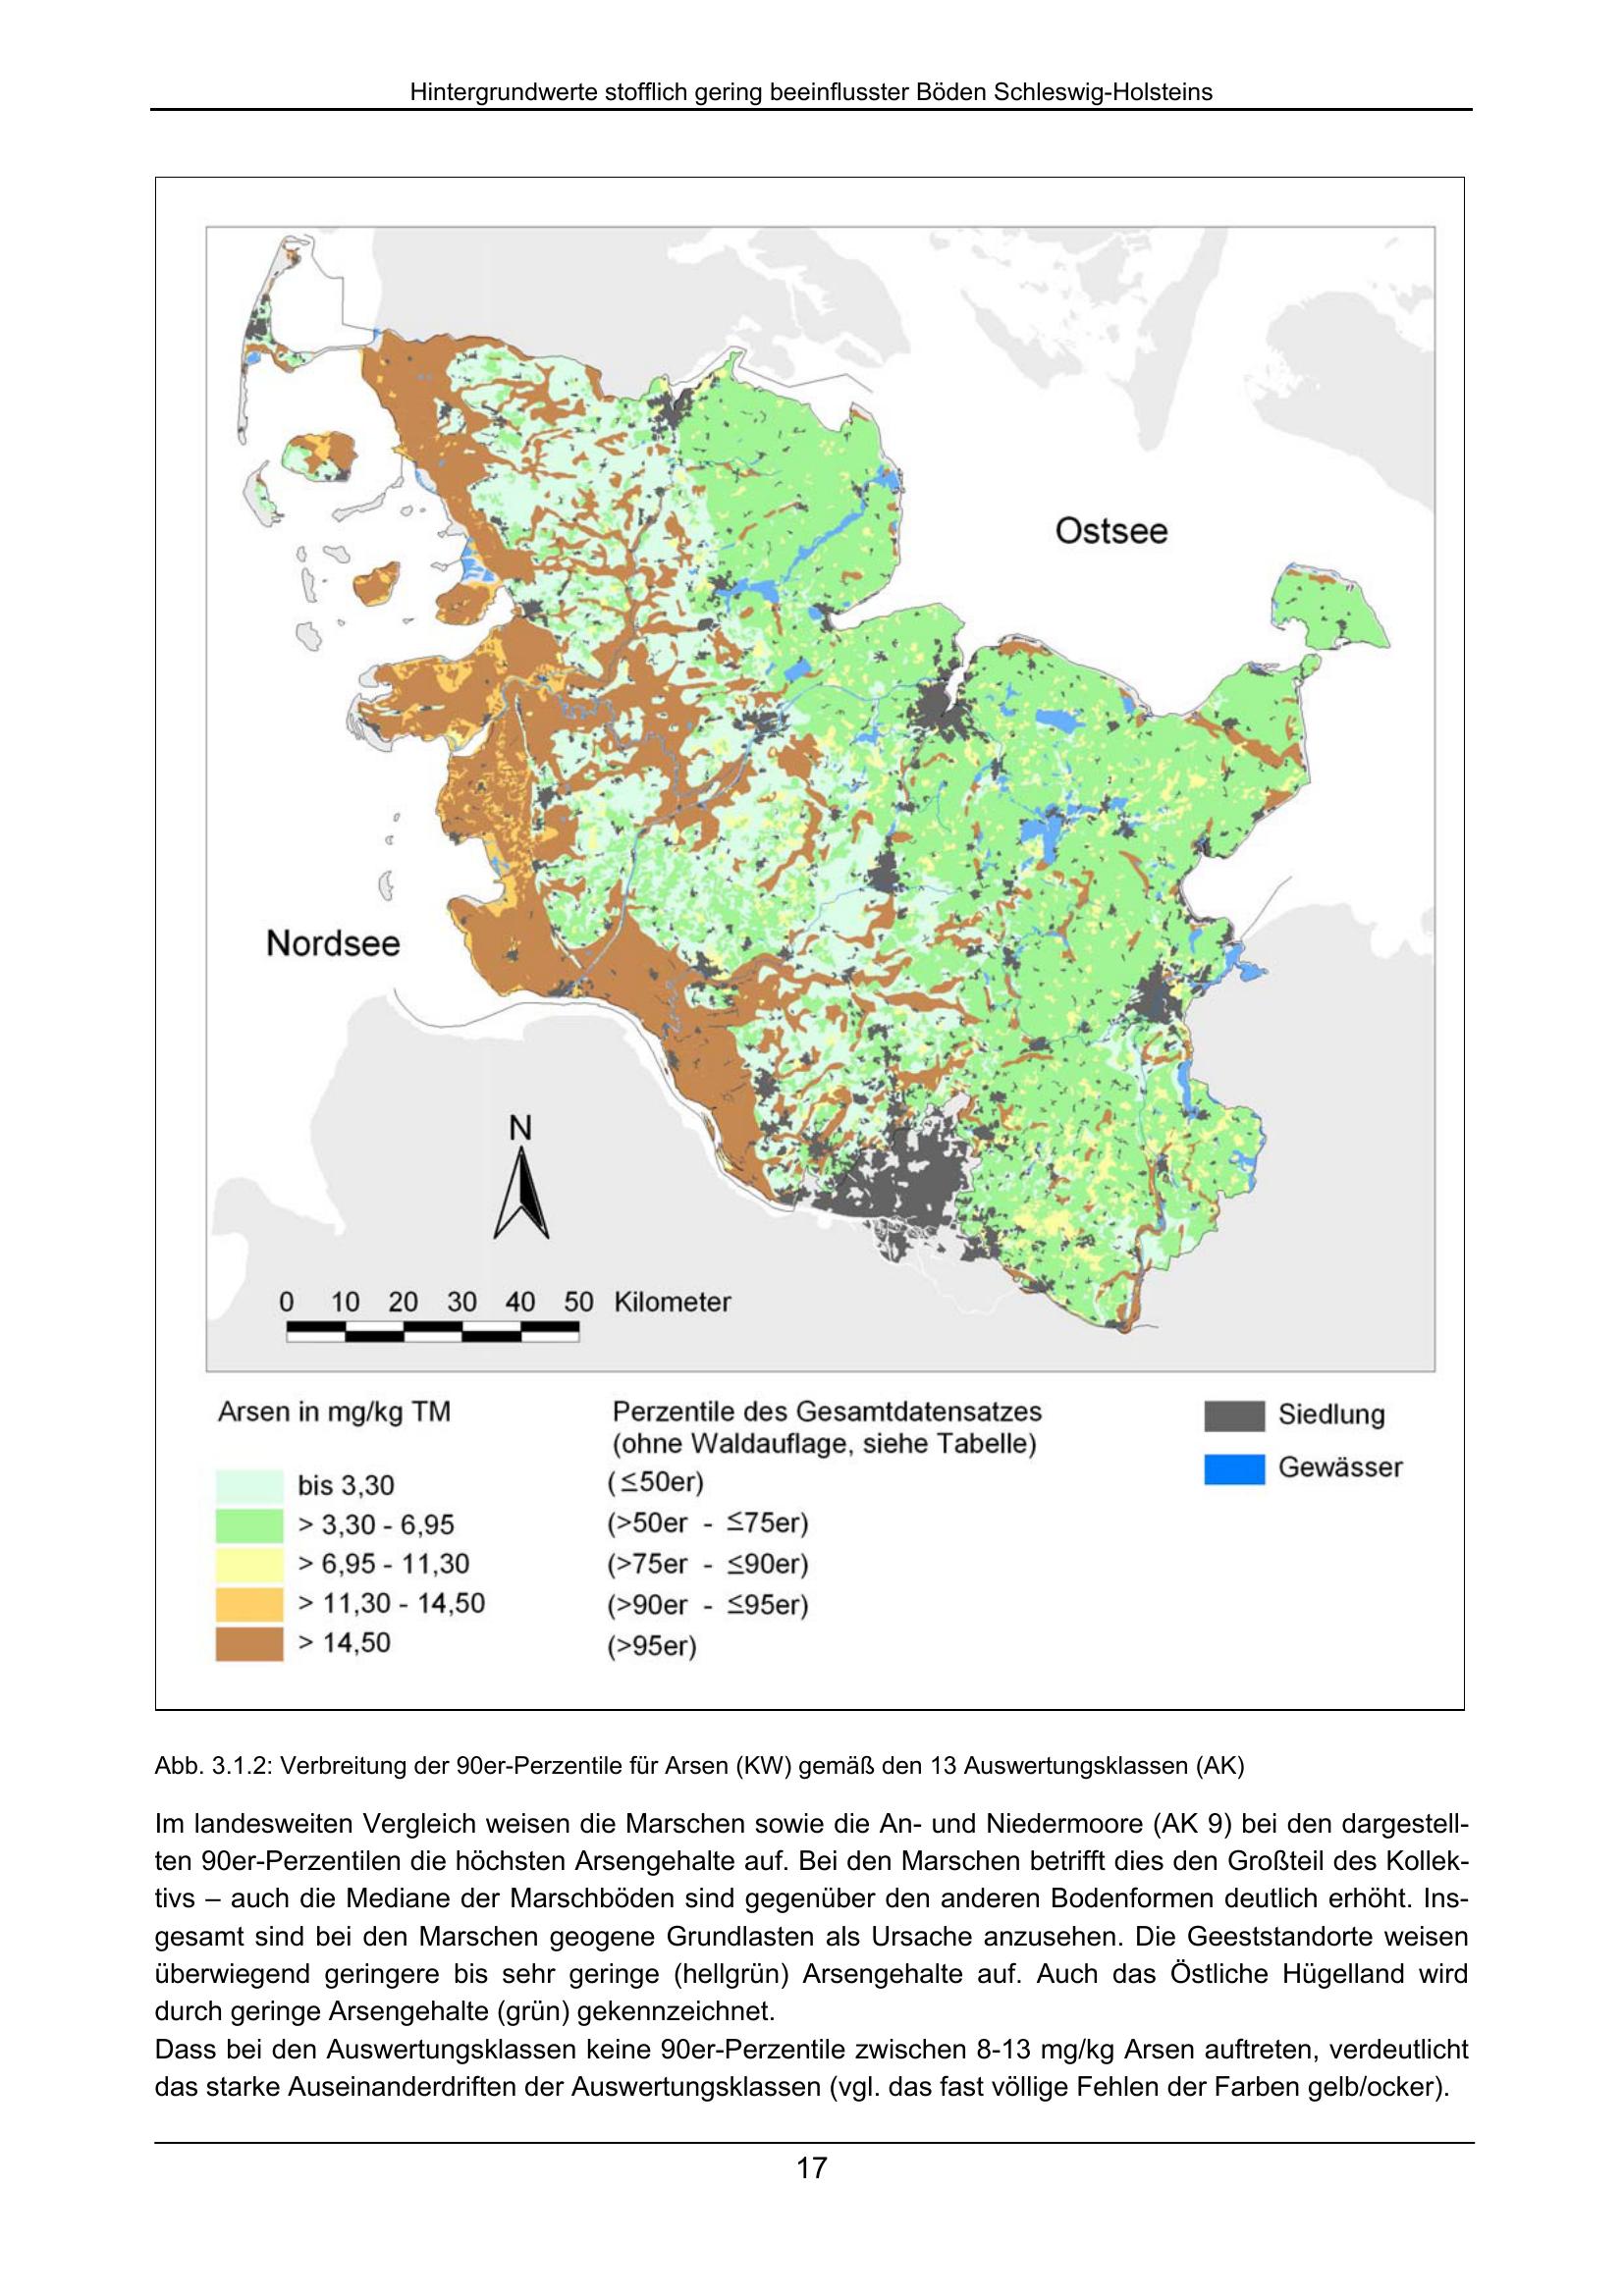 Hintergrundwerte stofflich gering beeinflusster Böden Schleswig-Holsteins
Ostsee
Nordsee
N
0 10 20 30 40 50 Kilometer
Arsen in mg/kg TM
Perzentile des Gesamtdatensatzes
(ohne Waldauflage, siehe Tabelle)
bis 3,30 (≤50er)
> 3,30 - 6,95 (>50er - ≤75er)
> 6,95 - 11,30 (>75er - ≤90er)
> 11,30 - 14,50 (>90er - ≤95er)
> 14,50 (>95er)
Siedlung
Gewässer
Abb. 3.1.2: Verbreitung der 90er-Perzentile für Arsen (KW) gemäß den 13 Auswertungsklassen (AK)
Im landesweiten Vergleich weisen die Marschen sowie die An- und Niedermoore (AK 9) bei den dargestell-
ten 90er-Perzentilen die höchsten Arsengehalte auf. Bei den Marschen betrifft dies den Großteil des Kollek-
tivs – auch die Mediane der Marschböden sind gegenüber den anderen Bodenformen deutlich erhöht. Ins-
gesamt sind bei den Marschen geogene Grundlasten als Ursache anzusehen. Die Geeststandorte weisen
überwiegend geringere bis sehr geringe (hellgrün) Arsengehalte auf. Auch das Östliche Hügelland wird
durch geringe Arsengehalte (grün) gekennzeichnet.
Dass bei den Auswertungsklassen keine 90er-Perzentile zwischen 8-13 mg/kg Arsen auftreten, verdeutlicht
das starke Auseinanderdriften der Auswertungsklassen (vgl. das fast völlige Fehlen der Farben gelb/ocker).
17